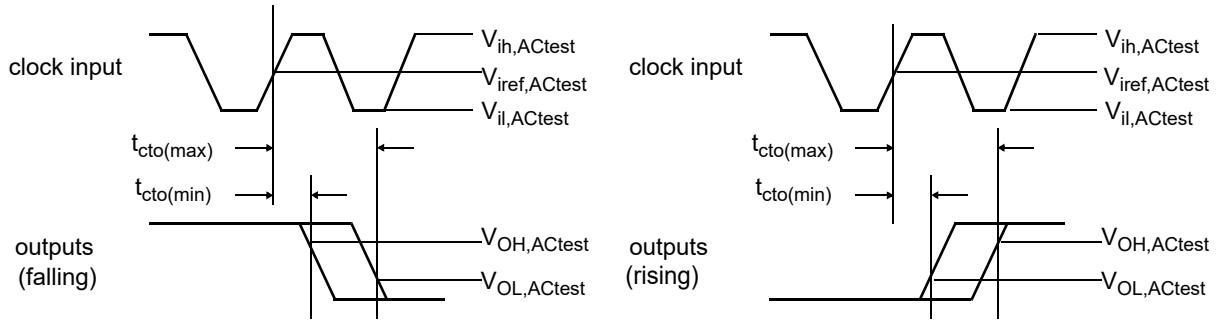 clock input
V_ih,ACtest
V_iref,ACtest
V_il,ACtest
t_cto(max)
t_cto(min)
outputs
(falling)
V_OH,ACtest
V_OL,ACtest
clock input
V_ih,ACtest
V_iref,ACtest
V_il,ACtest
t_cto(max)
t_cto(min)
outputs
(rising)
V_OH,ACtest
V_OL,ACtest